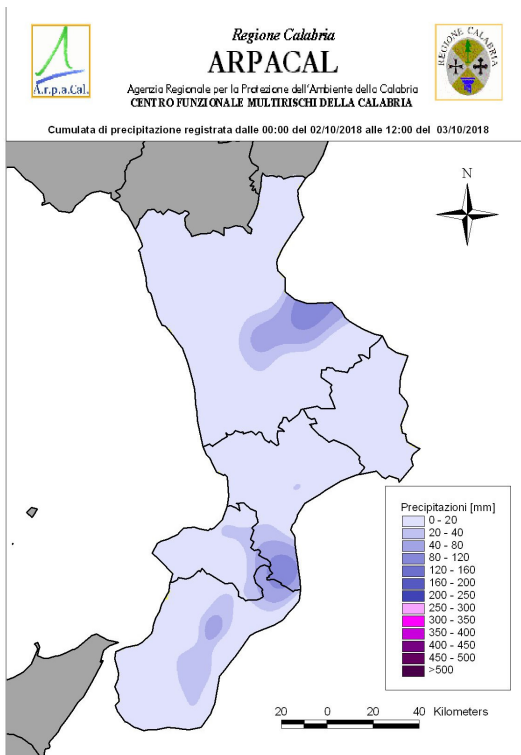 Regione Calabria
ARPACAL
Agenzia Regionale per la Protezione dell'Ambiente della Calabria
CENTRO FUNZIONALE MULTIRISCHI DELLA CALABRIA
A.r.p.a.Cal.
REGIONE CALABRIA
Cumulata di precipitazione registrata dalle 00:00 del 02/10/2018 alle 12:00 del 03/10/2018
N
Precipitazioni [mm]
0 - 20
20 - 40
40 - 80
80 - 120
120 - 160
160 - 200
200 - 250
250 - 300
300 - 350
350 - 400
400 - 450
450 - 500
>500
20 0 20 40 Kilometers